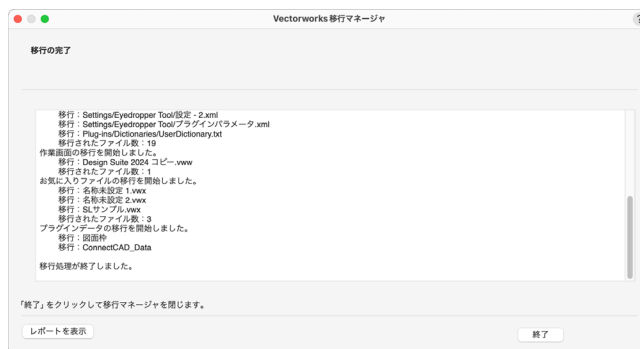 Vectorworks 移行マネージャ
?
移行の完了
移行：Settings/Eyedropper Tool/設定 - 2.xml
移行：Settings/Eyedropper Tool/プラグインパラメータ.xml
移行：Plug-ins/Dictionaries/UserDictionary.txt
移行されたファイル数：19
作業画面の移行を開始しました。
移行：Design Suite 2024 コピー.vww
移行されたファイル数：1
お気に入りファイルの移行を開始しました。
移行：名称未設定 1.vwx
移行：名称未設定 2.vwx
移行：SLサンプル.vwx
移行されたファイル数：3
プラグインデータの移行を開始しました。
移行：図面枠
移行：ConnectCAD_Data
移行処理が終了しました。
「終了」をクリックして移行マネージャを閉じます。
レポートを表示
終了